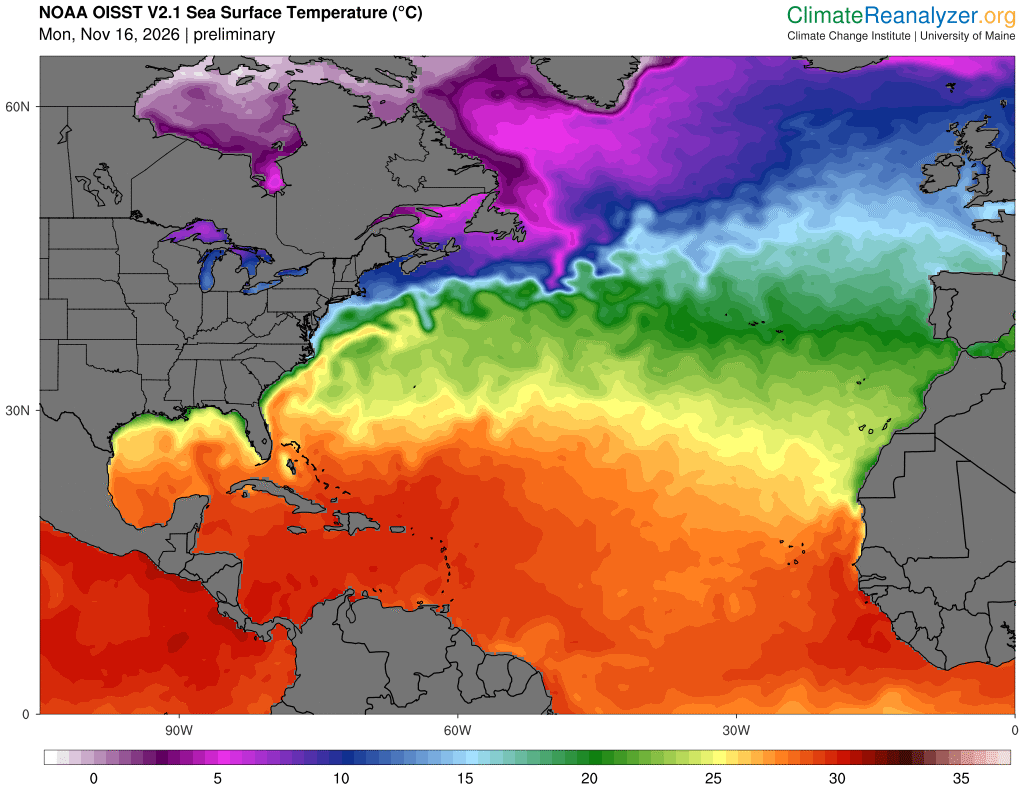 NOAA OISST V2.1 Sea Surface Temperature (°C)
Mon, Nov 16, 2026 | preliminary
ClimateReanalyzer.org
Climate Change Institute | University of Maine
60N
30N
0
90W
60W
30W
0
0
5
10
15
20
25
30
35